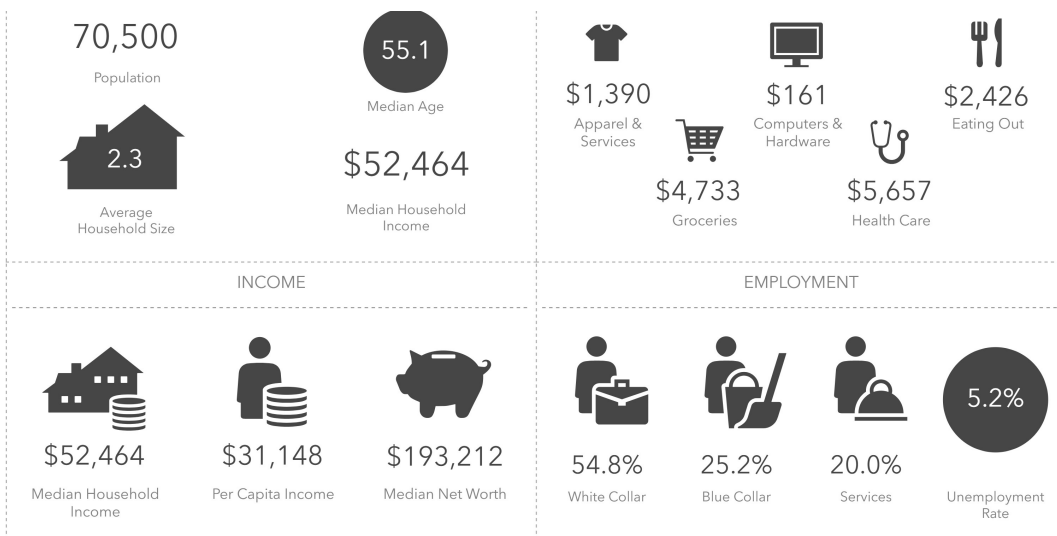 70,500
Population
55.1
Median Age
2.3
Average
Household Size
$52,464
Median Household
Income
$1,390
Apparel &
Services
$161
Computers &
Hardware
$2,426
Eating Out
$4,733
Groceries
$5,657
Health Care
INCOME
$52,464
Median Household
Income
$31,148
Per Capita Income
$193,212
Median Net Worth
EMPLOYMENT
54.8%
White Collar
25.2%
Blue Collar
20.0%
Services
5.2%
Unemployment
Rate